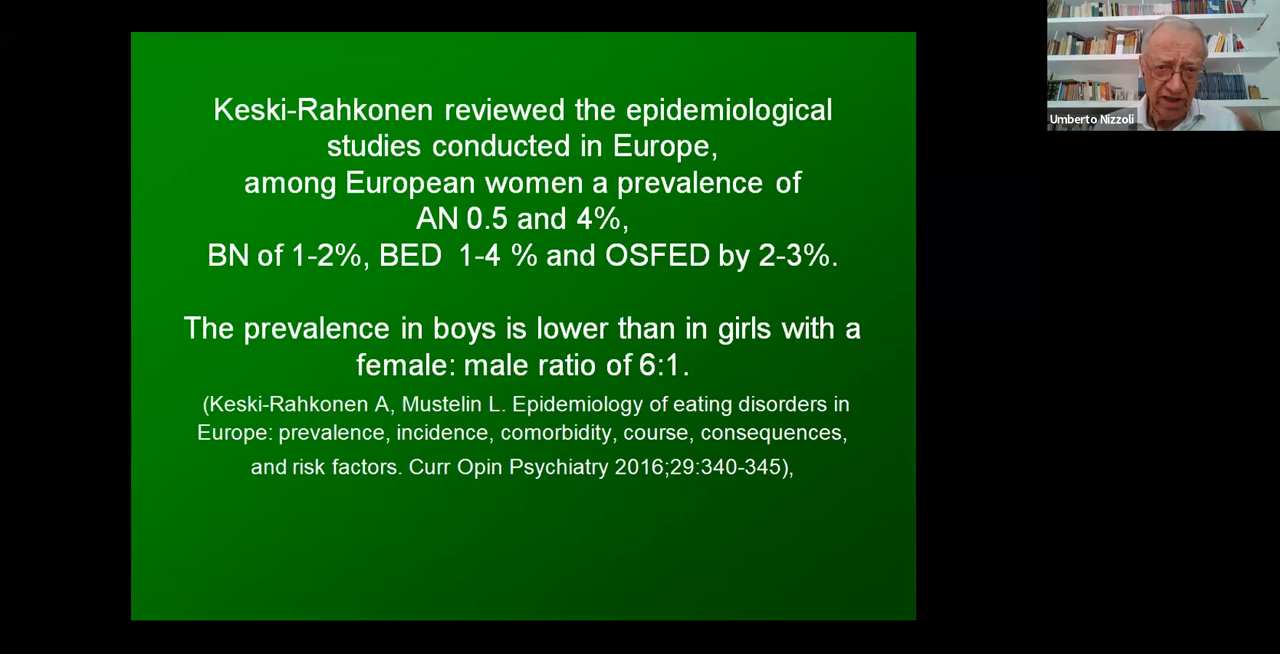 Keski-Rahkonen reviewed the epidemiological
studies conducted in Europe,
among European women a prevalence of
AN 0.5 and 4%,
BN of 1-2%, BED  1-4 % and OSFED by 2-3%.
The prevalence in boys is lower than in girls with a
female: male ratio of 6:1.
(Keski-Rahkonen A, Mustelin L. Epidemiology of eating disorders in
Europe: prevalence, incidence, comorbidity, course, consequences,
and risk factors. Curr Opin Psychiatry 2016;29:340-345),
Umberto Nizzoli